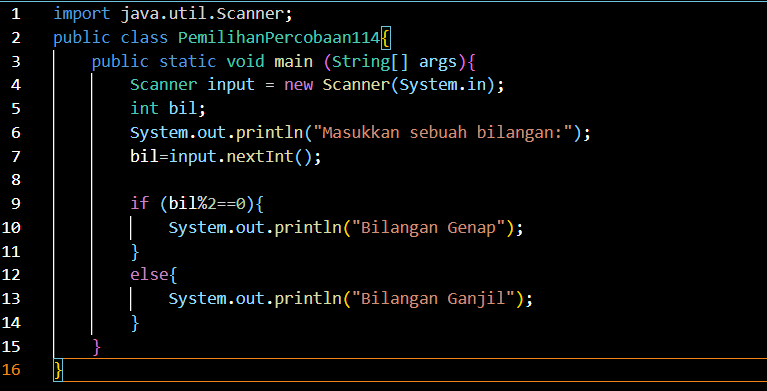 1 import java.util.Scanner;
2 public class PemilihanPercobaan114{
3     public static void main (String[] args){
4         Scanner input = new Scanner(System.in);
5         int bil;
6         System.out.println("Masukkan sebuah bilangan:");
7         bil=input.nextInt();
8
9         if (bil%2==0){
10             System.out.println("Bilangan Genap");
11         }
12         else{
13             System.out.println("Bilangan Ganjil");
14         }
15     }
16 }